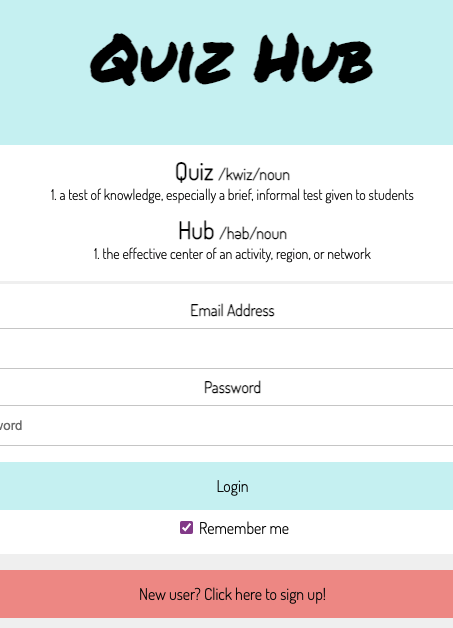 Quiz Hub
Quiz /kwiz/noun
1. a test of knowledge, especially a brief, informal test given to students
Hub /həb/noun
1. the effective center of an activity, region, or network
Email Address
Password
word
Login
Remember me
New user? Click here to sign up!